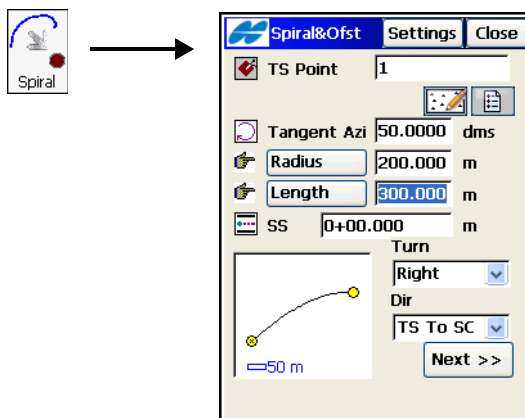 Spiral
Spiral&Ofst Settings Close
TS Point 1
Tangent Azi 50.0000 dms
Radius 200.000 m
Length 300.000 m
SS 0+00.000 m
Turn
Right
Dir
TS To SC
50 m
Next >>